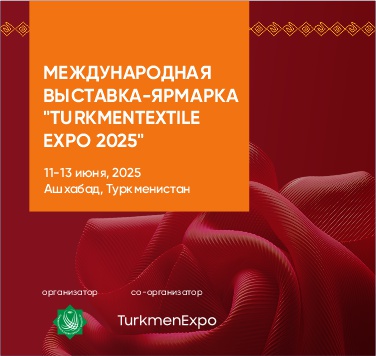 МЕЖДУНАРОДНАЯ
ВЫСТАВКА-ЯРМАРКА
"TURKMENTEXTILE
EXPO 2025"
11-13 июня, 2025
Ашхабад, Туркменистан
организатор со-организатор
TurkmenExpo